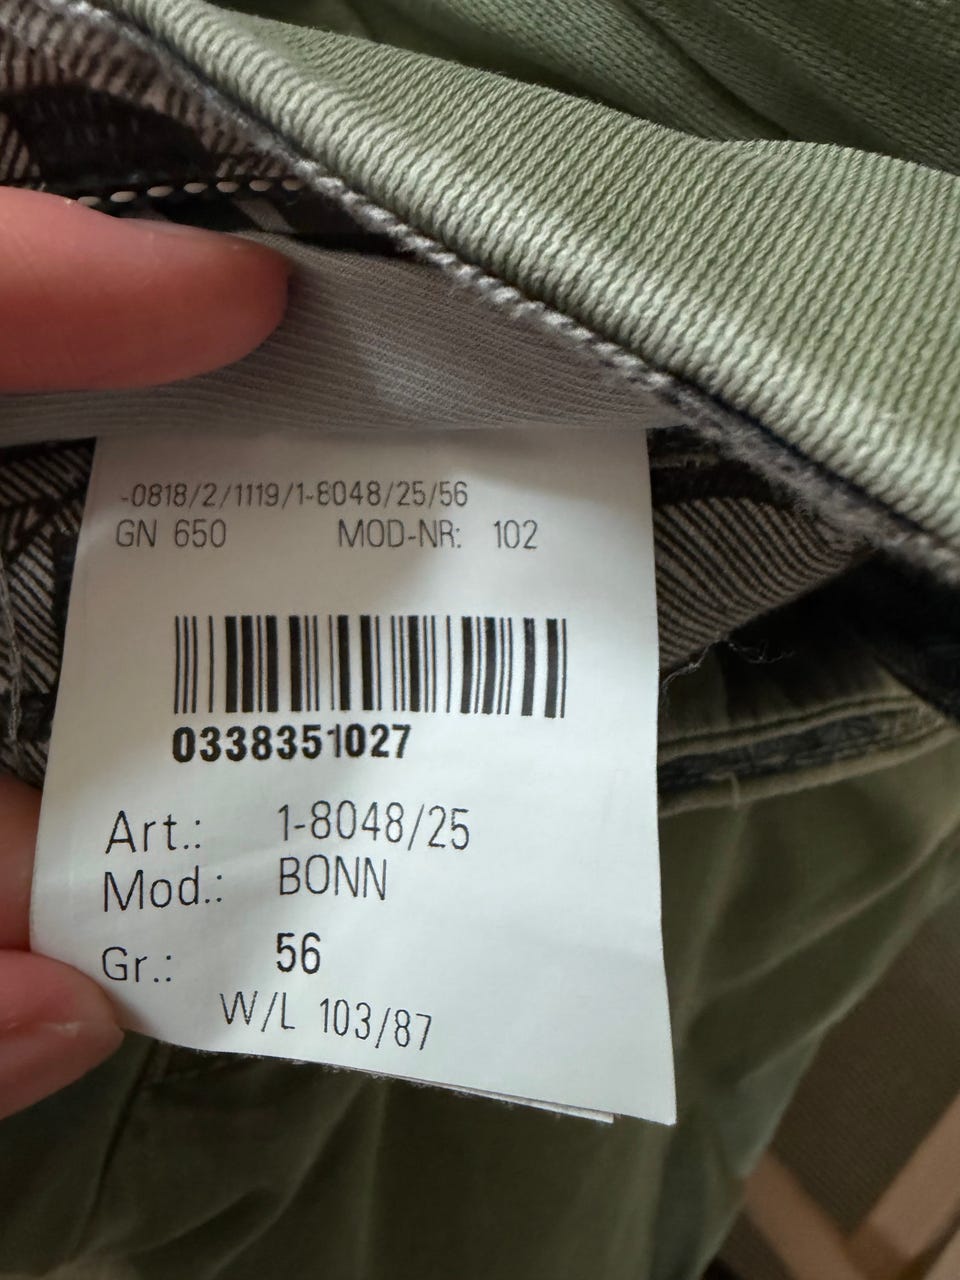 -0818/2/1119/1-8048/25/56
GN 650 MOD-NR: 102
0338351027
Art.: 1-8048/25
Mod.: BONN
Gr.: 56
W/L 103/87